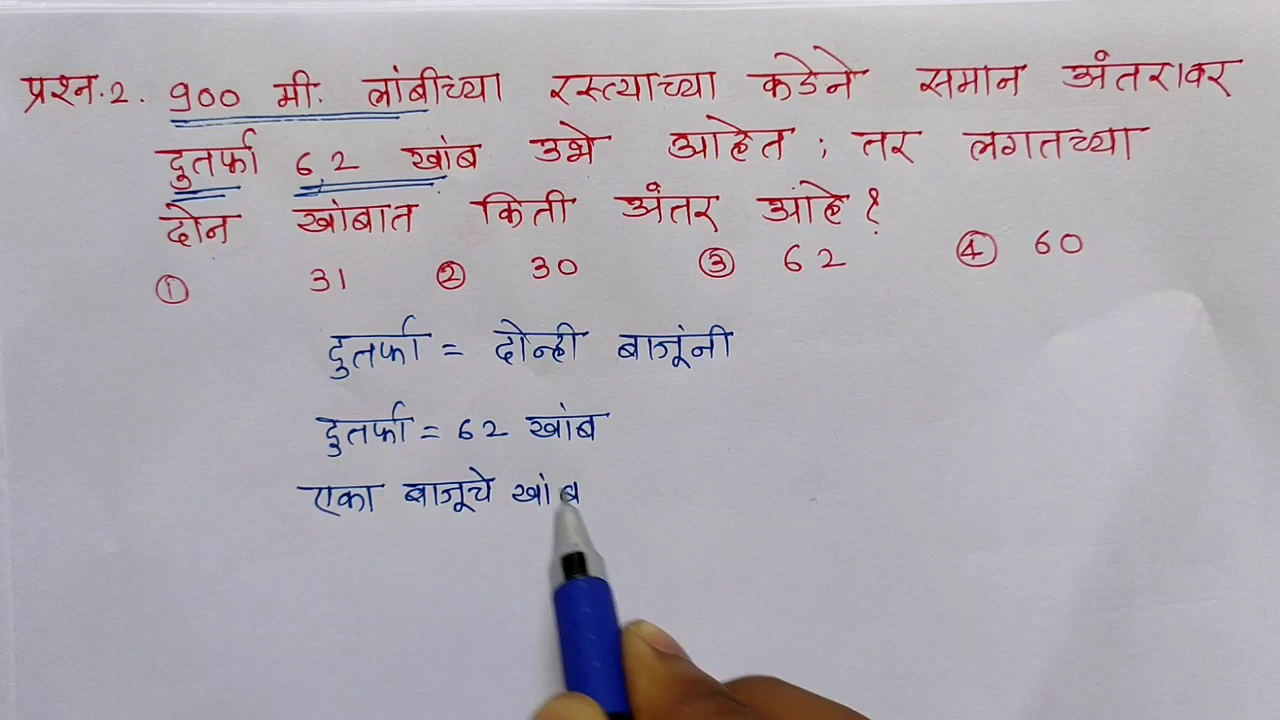 प्रश्न.2. 900 मी. लांबीच्या रस्त्याच्या कडेने समान अंतरावर
दुतर्फा 62 खांब उभे आहेत ; तर लगतच्या
दोन खांबात किती अंतर आहे ?
① 31 ② 30 ③ 62 ④ 60
दुतर्फा = दोन्ही बाजूंनी
दुतर्फा = 62 खांब
एका बाजूचे खांब